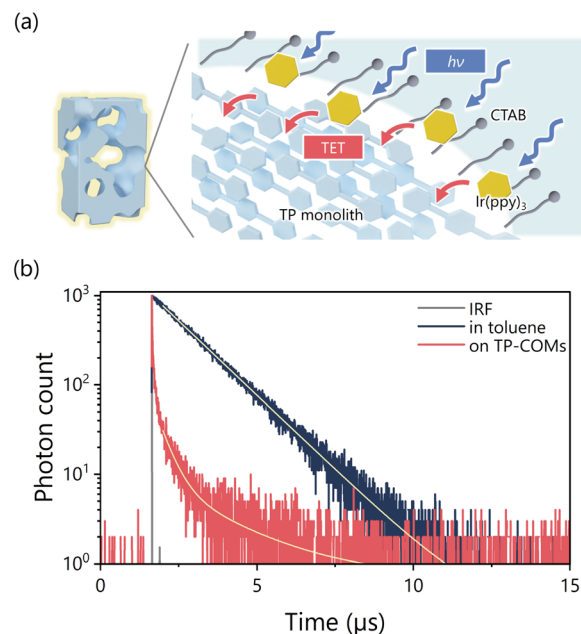 (a)
hν
CTAB
TET
Ir(ppy)₃
TP monolith
(b)
10³
10²
10¹
10⁰
Photon count
IRF
in toluene
on TP-COMs
0 5 10 15
Time (μs)